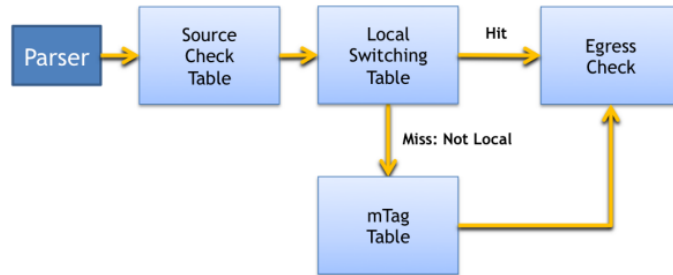 Parser
Source
Check
Table
Local
Switching
Table
Hit
Egress
Check
Miss: Not Local
mTag
Table